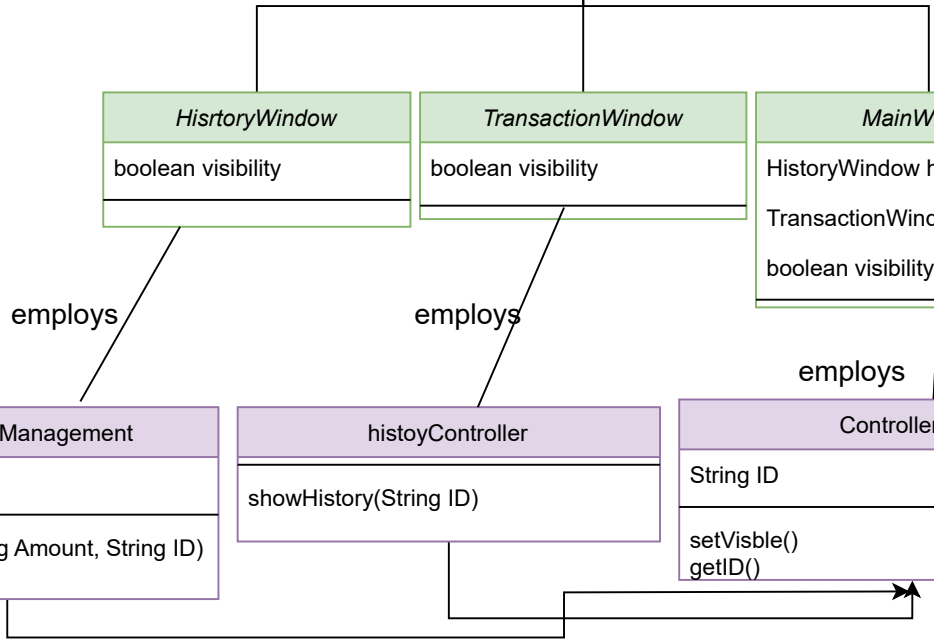 HisrtoryWindow
boolean visibility
TransactionWindow
boolean visibility
MainW
HistoryWindow h
TransactionWind
boolean visibility
employs
employs
employs
Management
g Amount, String ID)
histoyController
showHistory(String ID)
Controller
String ID
setVisble()
getID()